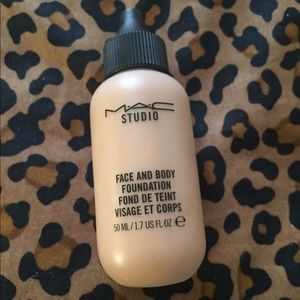 MAC
STUDIO
FACE AND BODY
FOUNDATION
FOND DE TEINT
VISAGE ET CORPS
50 ML / 1.7 US FL OZ ℮